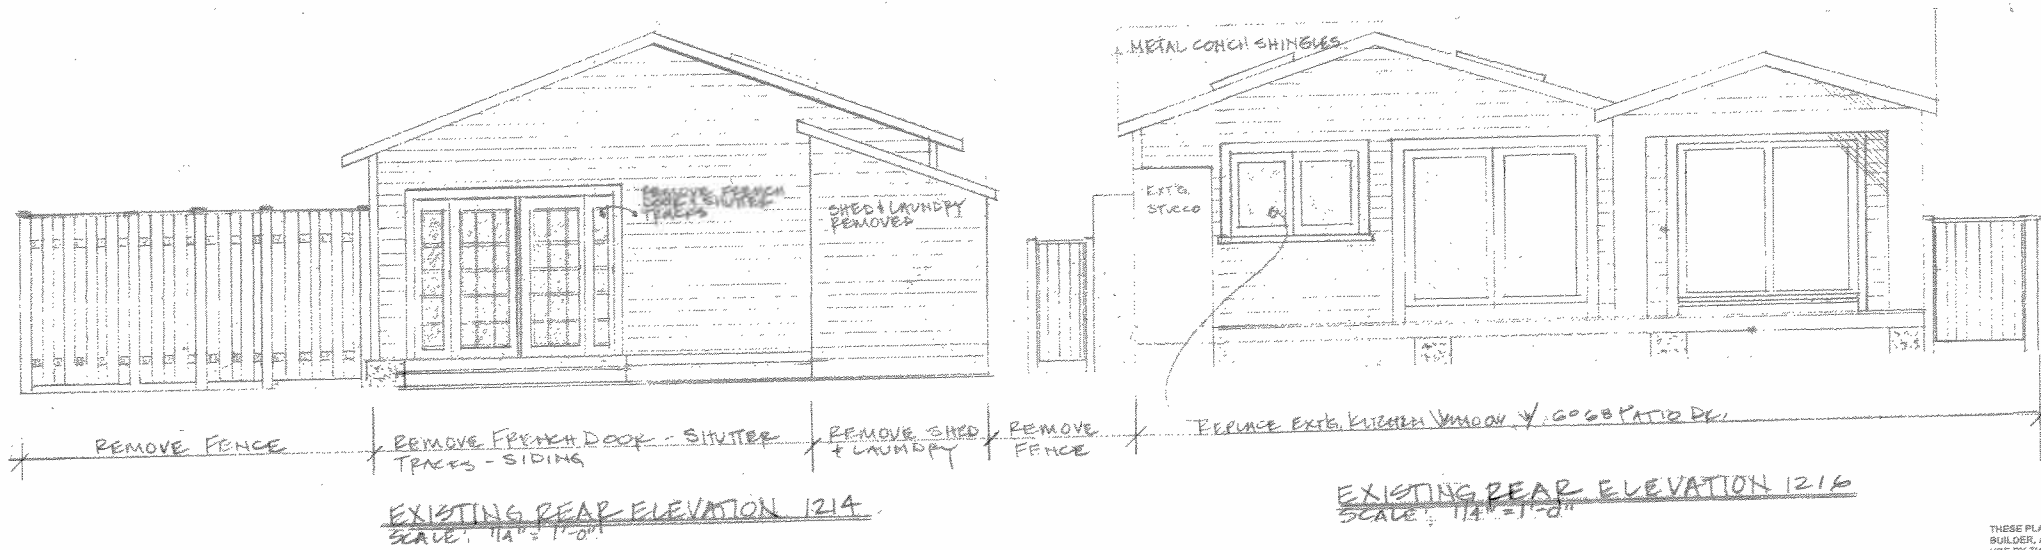 METAL CONCH SHINGLES
REMOVE FRENCH
DOOR & SHUTTER
TRACKS
SHED & LAUNDRY
REMOVED
EXT'G.
STUCCO
REMOVE FENCE
REMOVE FRENCH DOOR - SHUTTER
TRACKS - SIDING
REMOVE SHED
& LAUNDRY
REMOVE
FENCE
REPLACE EXT'G. KITCHEN WINDOW W/ 6068 PATIO DR.
EXISTING REAR ELEVATION 1214
SCALE: 1/4" = 1'-0"
EXISTING REAR ELEVATION 1216
SCALE: 1/4" = 1'-0"
THESE PLA
BUILDER,